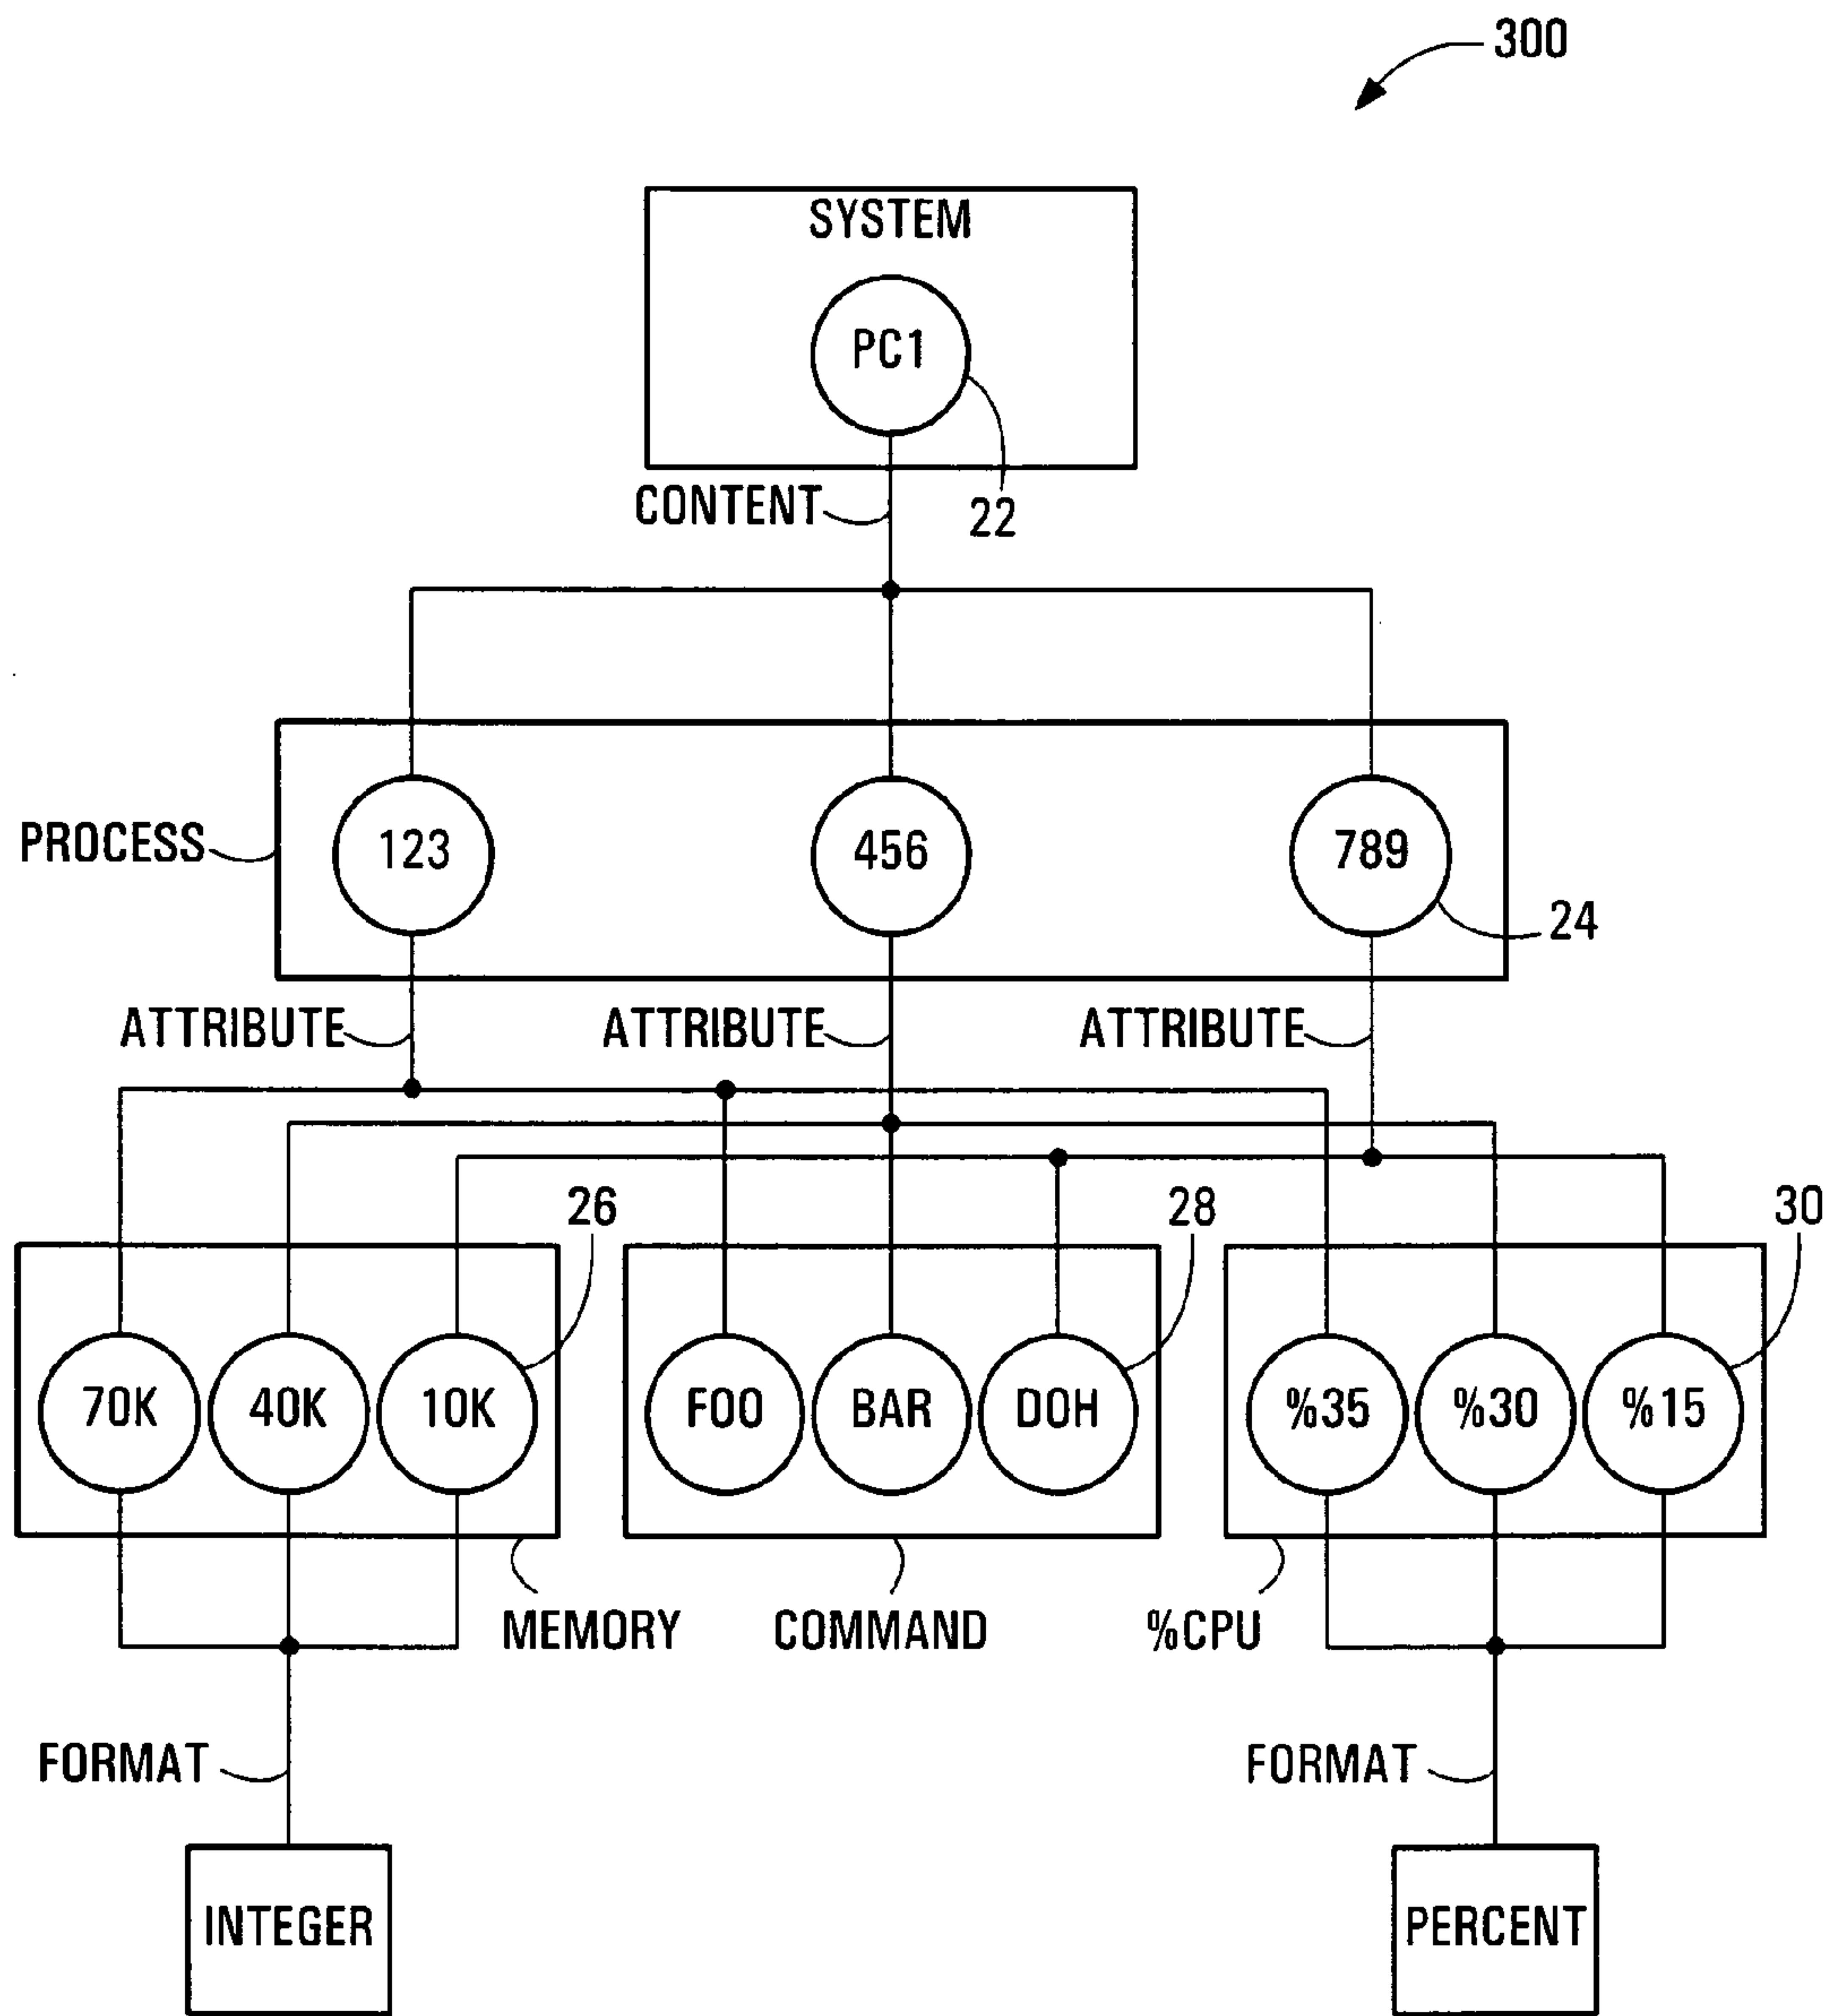 300
SYSTEM
PC1
CONTENT
22
PROCESS
123
456
789
24
ATTRIBUTE
ATTRIBUTE
ATTRIBUTE
26
28
30
70K
40K
10K
FOO
BAR
DOH
%35
%30
%15
MEMORY
COMMAND
%CPU
FORMAT
FORMAT
INTEGER
PERCENT